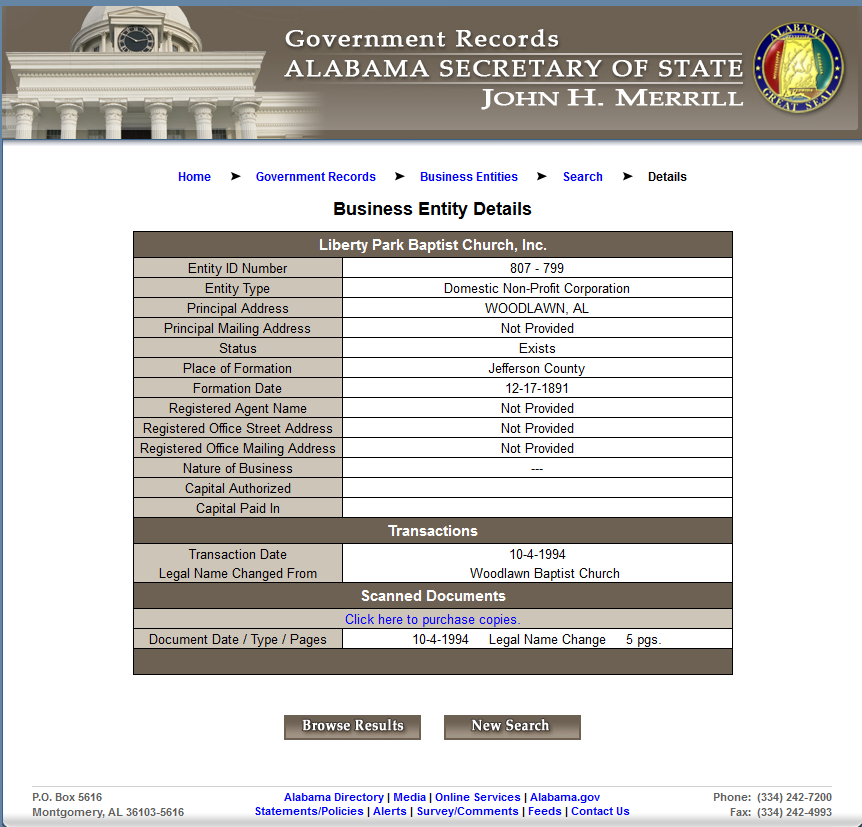 Government Records
ALABAMA SECRETARY OF STATE
JOHN H. MERRILL
ALABAMA
GREAT SEAL
Home ➤ Government Records ➤ Business Entities ➤ Search ➤ Details
Business Entity Details
Liberty Park Baptist Church, Inc.
Entity ID Number 807 - 799
Entity Type Domestic Non-Profit Corporation
Principal Address WOODLAWN, AL
Principal Mailing Address Not Provided
Status Exists
Place of Formation Jefferson County
Formation Date 12-17-1891
Registered Agent Name Not Provided
Registered Office Street Address Not Provided
Registered Office Mailing Address Not Provided
Nature of Business ---
Capital Authorized
Capital Paid In
Transactions
Transaction Date 10-4-1994
Legal Name Changed From Woodlawn Baptist Church
Scanned Documents
Click here to purchase copies.
Document Date / Type / Pages 10-4-1994 Legal Name Change 5 pgs.
Browse Results New Search
P.O. Box 5616 Alabama Directory | Media | Online Services | Alabama.gov Phone: (334) 242-7200
Montgomery, AL 36103-5616 Statements/Policies | Alerts | Survey/Comments | Feeds | Contact Us Fax: (334) 242-4993